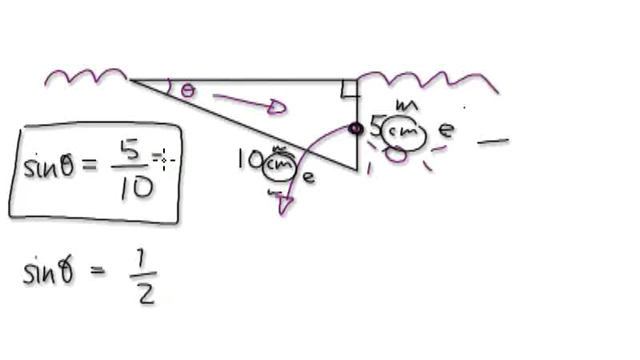 θ
m
5 cm e
10 cm e
sinθ = 5/10 =
sinθ = 1/2